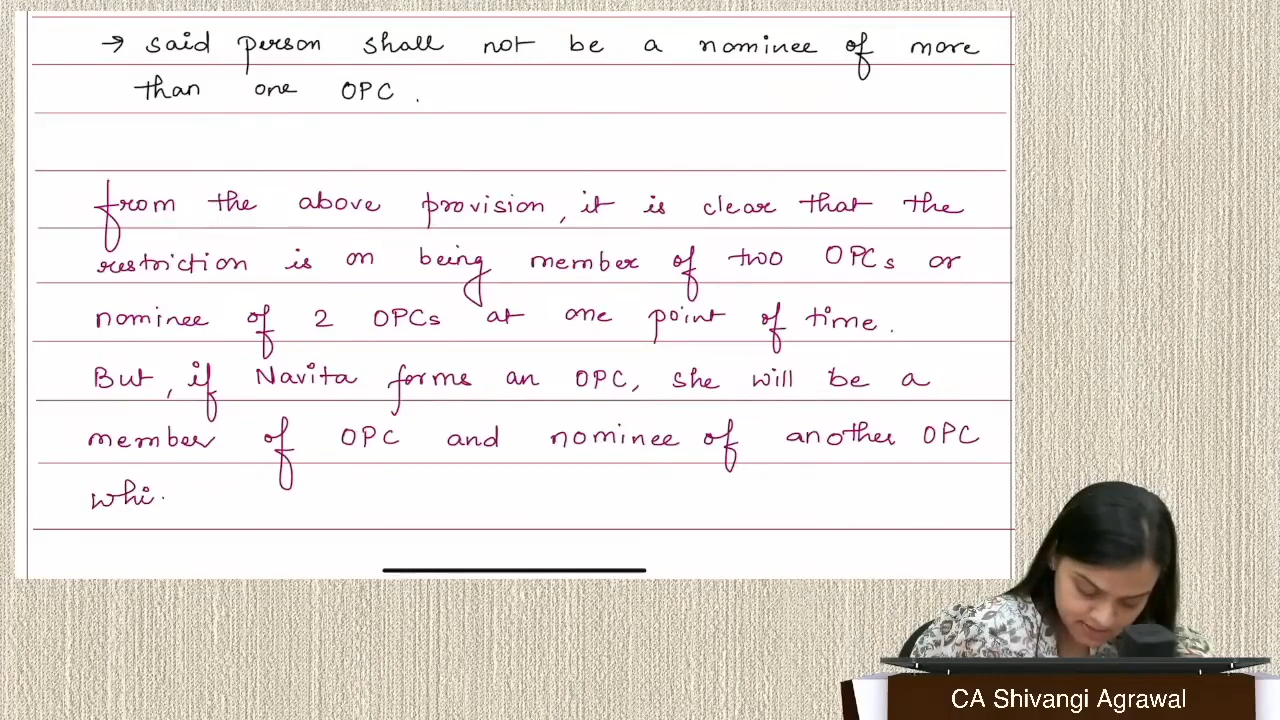 → said person shall not be a nominee of more
than one OPC.
from the above provision, it is clear that the
restriction is on being member of two OPCs or
nominee of 2 OPCs at one point of time.
But, if Navita forms an OPC, she will be a
member of OPC and nominee of another OPC
whi.
CA Shivangi Agrawal